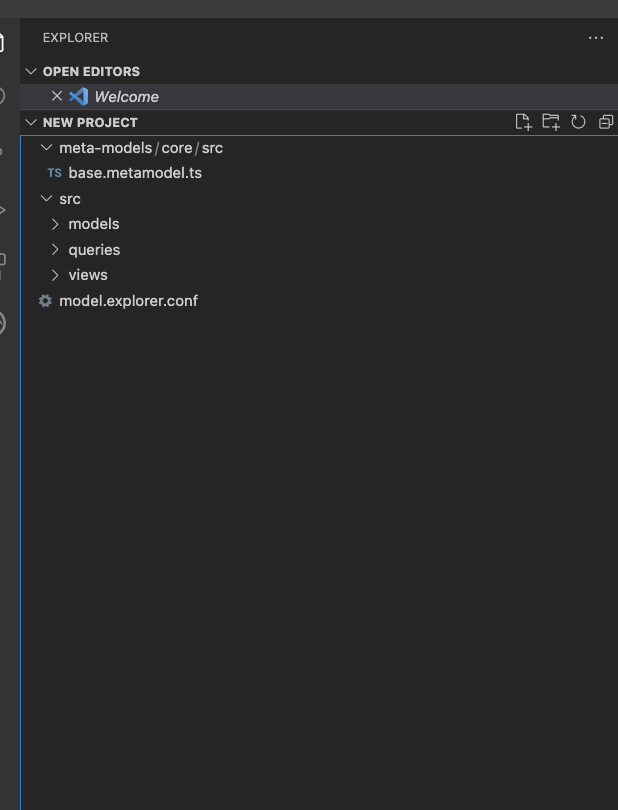 EXPLORER
OPEN EDITORS
Welcome
NEW PROJECT
meta-models/core/src
TS base.metamodel.ts
src
models
queries
views
model.explorer.conf